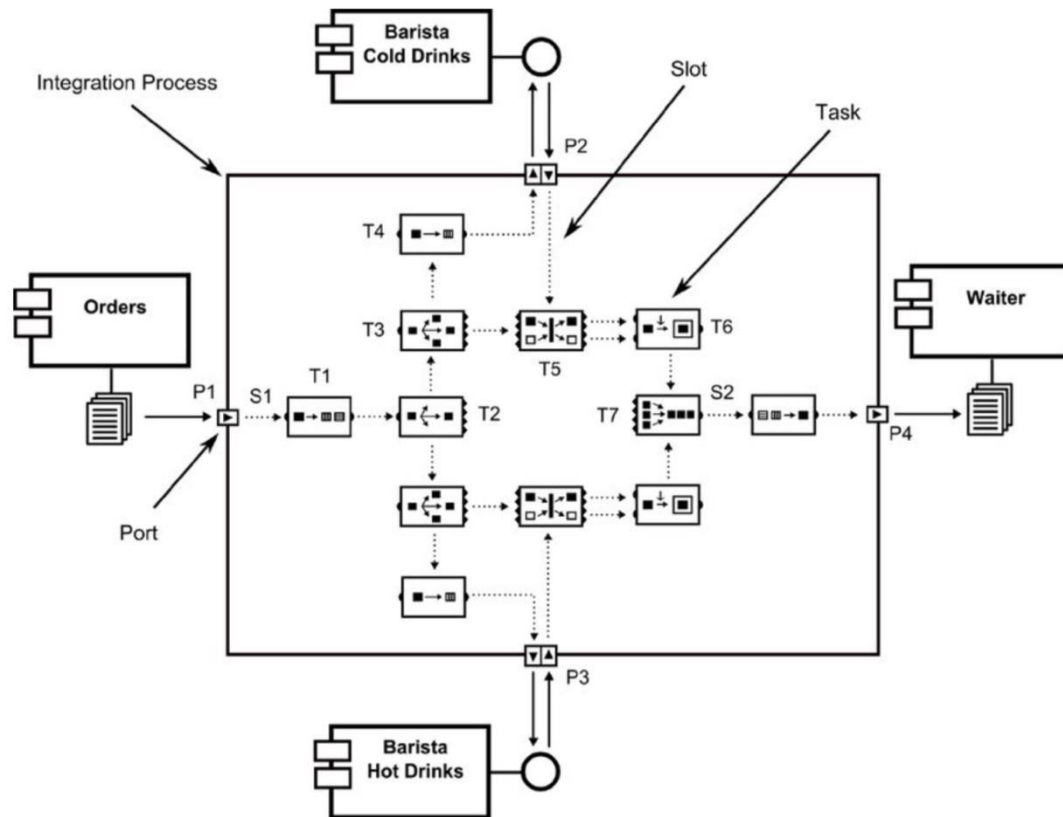 Barista
Cold Drinks
Integration Process
Slot
Task
P2
T4
Orders
Waiter
T3
T6
T5
P1
S1
T1
T2
T7
S2
P4
Port
P3
Barista
Hot Drinks